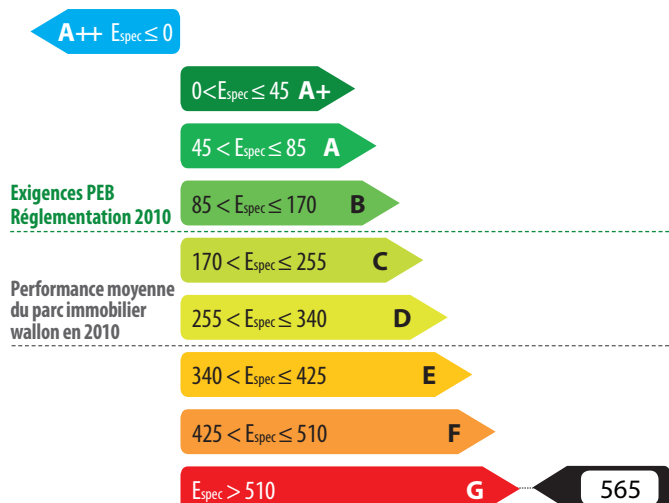 A++ Espec ≤ 0
0<Espec ≤ 45 A+
45 < Espec ≤ 85 A
Exigences PEB
Réglementation 2010
85 < Espec ≤ 170 B
170 < Espec ≤ 255 C
Performance moyenne
du parc immobilier
wallon en 2010
255 < Espec ≤ 340 D
340 < Espec ≤ 425 E
425 < Espec ≤ 510 F
Espec > 510 G 565